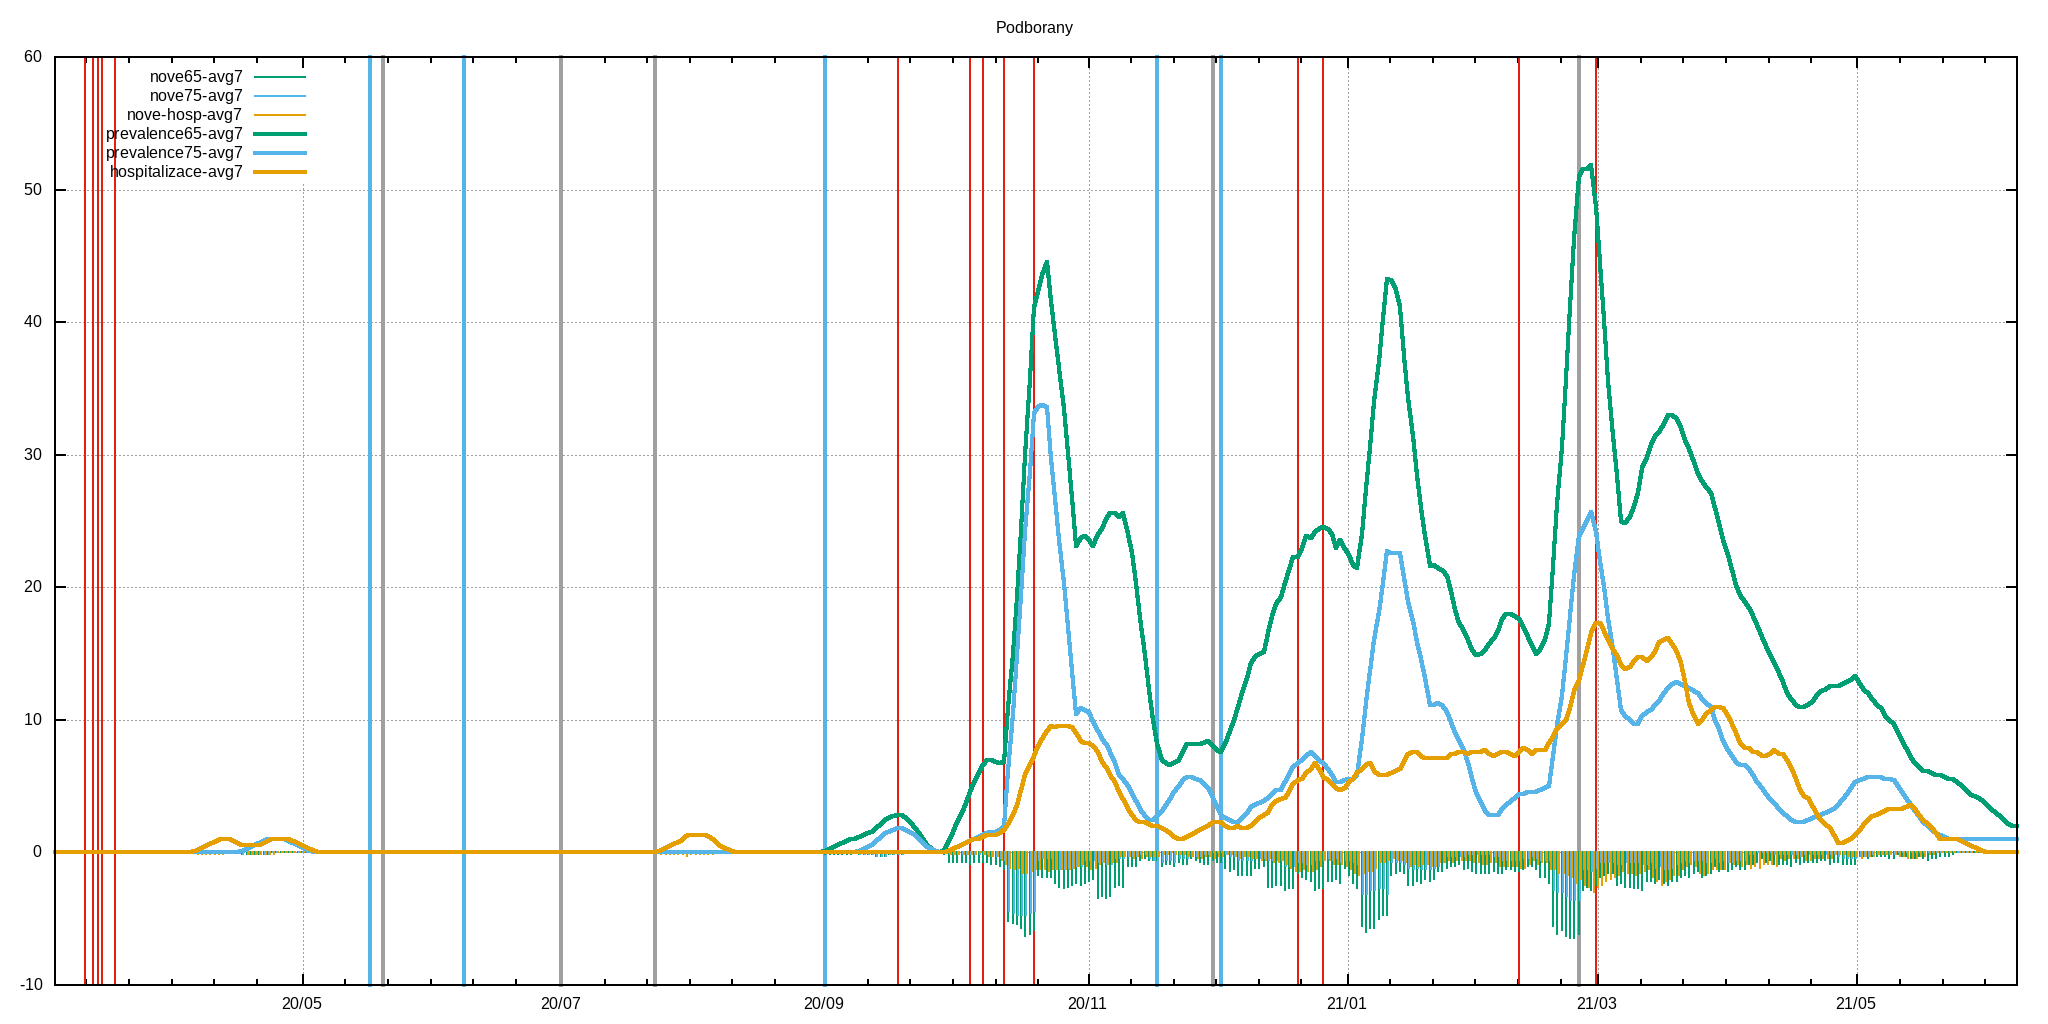 Podborany
60
nove65-avg7
nove75-avg7
nove-hosp-avg7
prevalence65-avg7
prevalence75-avg7
hospitalizace-avg7
50
40
30
20
10
0
-10
20/05
20/07
20/09
20/11
21/01
21/03
21/05